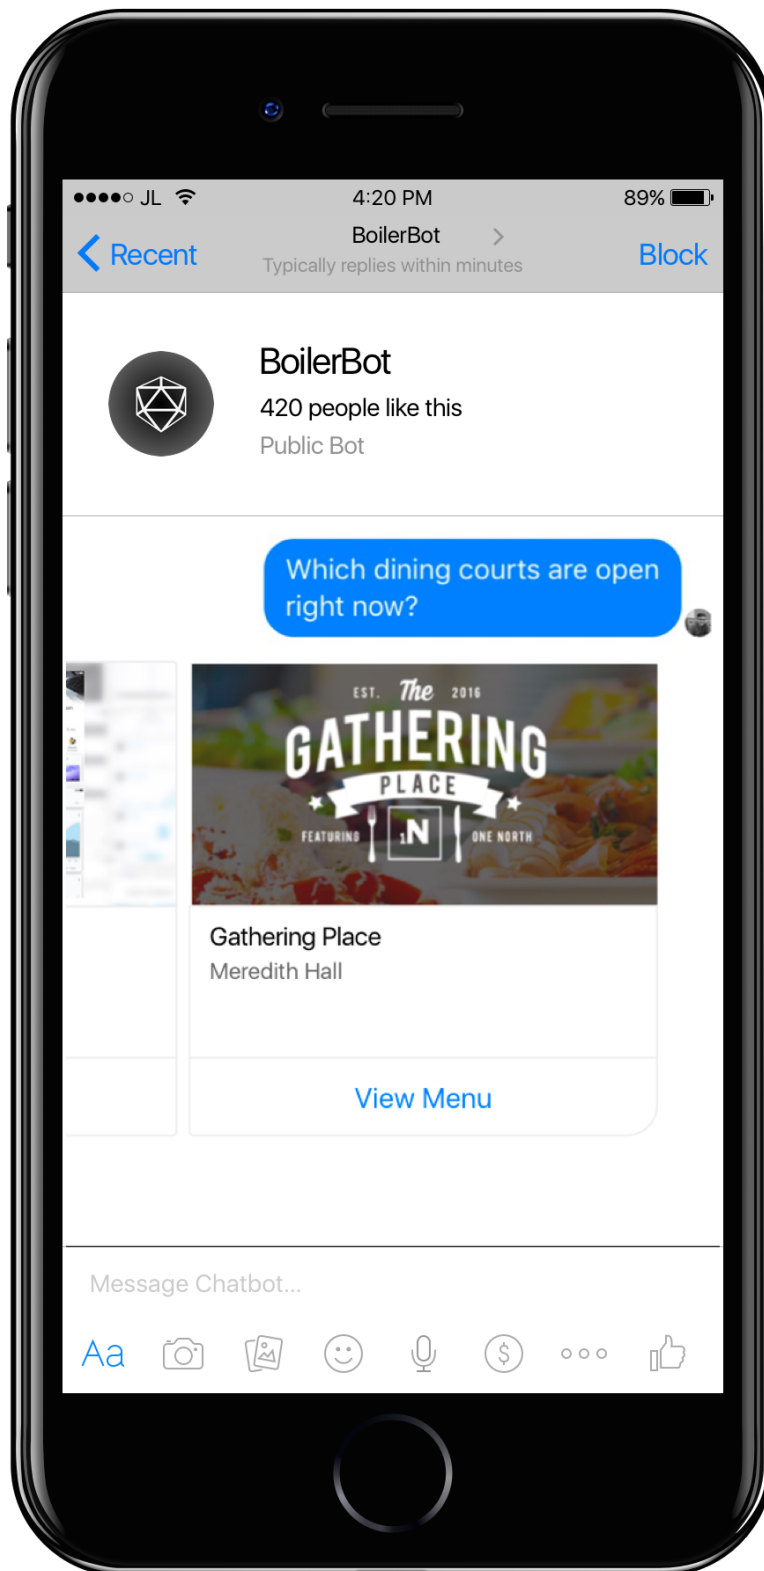 JL
4:20 PM
89%
Recent
BoilerBot
Typically replies within minutes
Block
BoilerBot
420 people like this
Public Bot
Which dining courts are open
right now?
EST. The 2016
GATHERING
PLACE
FEATURING 1N ONE NORTH
Gathering Place
Meredith Hall
View Menu
Message Chatbot...
Aa
$